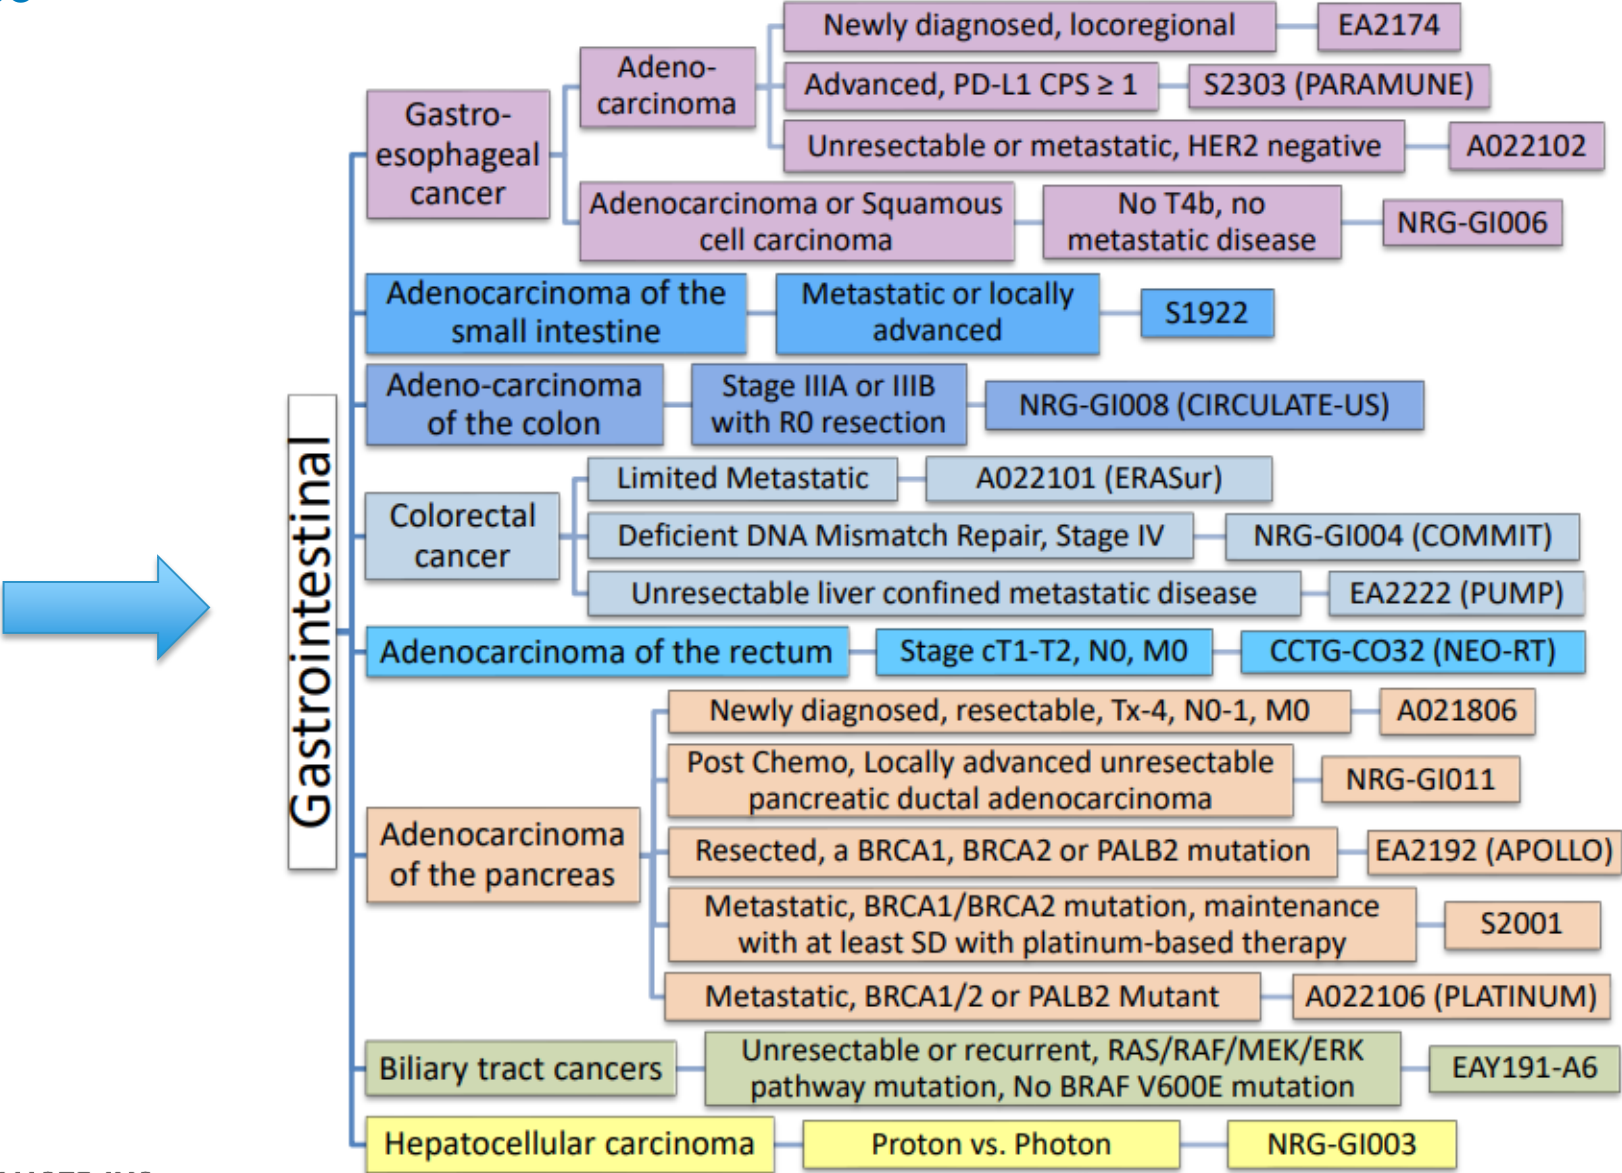 Newly diagnosed, locoregional
EA2174
Adeno-
carcinoma
Advanced, PD-L1 CPS ≥ 1
S2303 (PARAMUNE)
Gastro-
esophageal
cancer
Unresectable or metastatic, HER2 negative
A022102
Adenocarcinoma or Squamous
cell carcinoma
No T4b, no
metastatic disease
NRG-GI006
Adenocarcinoma of the
small intestine
Metastatic or locally
advanced
S1922
Adeno-carcinoma
of the colon
Stage IIIA or IIIB
with R0 resection
NRG-GI008 (CIRCULATE-US)
Gastrointestinal
Colorectal
cancer
Limited Metastatic
A022101 (ERASur)
Deficient DNA Mismatch Repair, Stage IV
NRG-GI004 (COMMIT)
Unresectable liver confined metastatic disease
EA2222 (PUMP)
Adenocarcinoma of the rectum
Stage cT1-T2, N0, M0
CCTG-CO32 (NEO-RT)
Newly diagnosed, resectable, Tx-4, N0-1, M0
A021806
Post Chemo, Locally advanced unresectable
pancreatic ductal adenocarcinoma
NRG-GI011
Adenocarcinoma
of the pancreas
Resected, a BRCA1, BRCA2 or PALB2 mutation
EA2192 (APOLLO)
Metastatic, BRCA1/BRCA2 mutation, maintenance
with at least SD with platinum-based therapy
S2001
Metastatic, BRCA1/2 or PALB2 Mutant
A022106 (PLATINUM)
Biliary tract cancers
Unresectable or recurrent, RAS/RAF/MEK/ERK
pathway mutation, No BRAF V600E mutation
EAY191-A6
Hepatocellular carcinoma
Proton vs. Photon
NRG-GI003